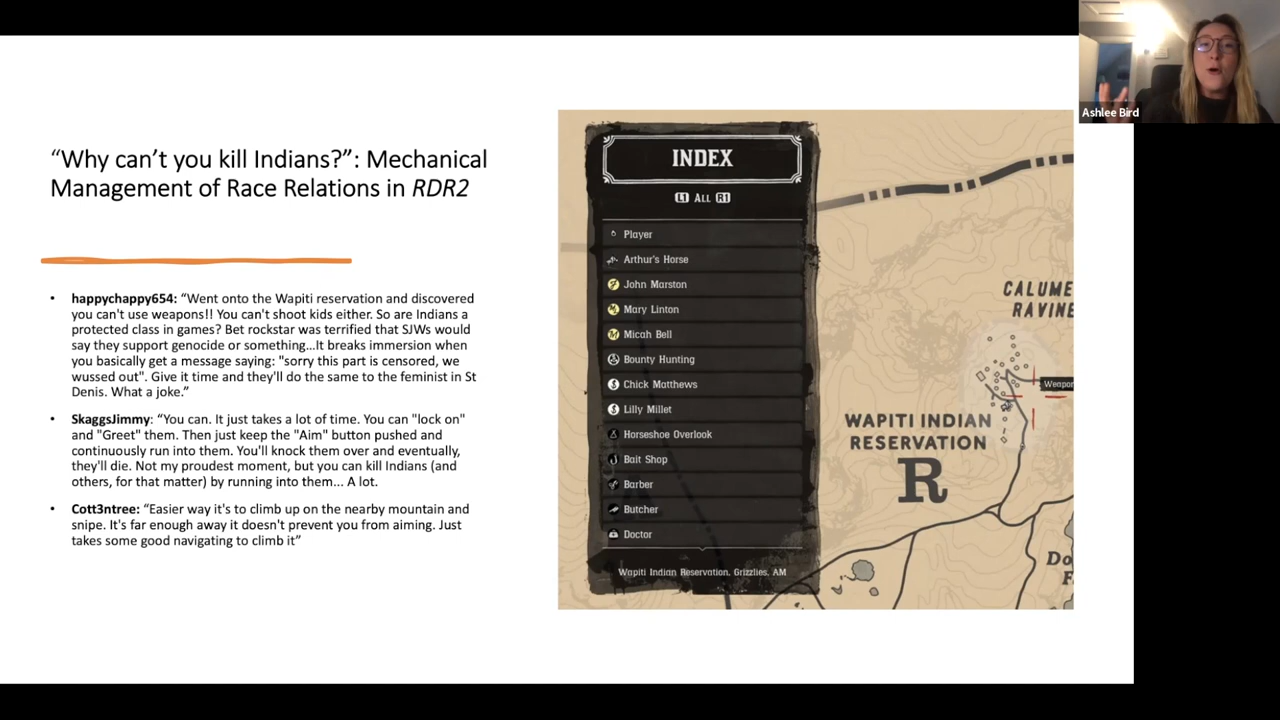 Ashlee Bird
“Why can’t you kill Indians?”: Mechanical
Management of Race Relations in RDR2
• happychappy654: “Went onto the Wapiti reservation and discovered
you can't use weapons!! You can't shoot kids either. So are Indians a
protected class in games? Bet rockstar was terrified that SJWs would
say they support genocide or something...It breaks immersion when
you basically get a message saying: "sorry this part is censored, we
wussed out". Give it time and they'll do the same to the feminist in St
Denis. What a joke.”
• SkaggsJimmy: “You can. It just takes a lot of time. You can "lock on"
and "Greet" them. Then just keep the "Aim" button pushed and
continuously run into them. You'll knock them over and eventually,
they'll die. Not my proudest moment, but you can kill Indians (and
others, for that matter) by running into them... A lot.
• Cott3ntree: “Easier way it's to climb up on the nearby mountain and
snipe. It's far enough away it doesn't prevent you from aiming. Just
takes some good navigating to climb it”
INDEX
L1 ALL R1
Player
Arthur's Horse
John Marston
Mary Linton
Micah Bell
Bounty Hunting
Chick Matthews
Lilly Millet
Horseshoe Overlook
Bait Shop
Barber
Butcher
Doctor
Wapiti Indian Reservation, Grizzlies, AM
CALUME
RAVINE
Weapon
WAPITI INDIAN
RESERVATION
R
Do
F